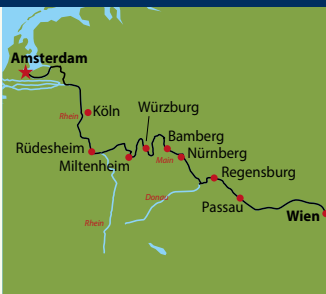 Amsterdam
Rhein
Köln
Würzburg
Rüdesheim
Bamberg
Miltenheim
Main
Nürnberg
Regensburg
Donau
Passau
Wien
Rhein